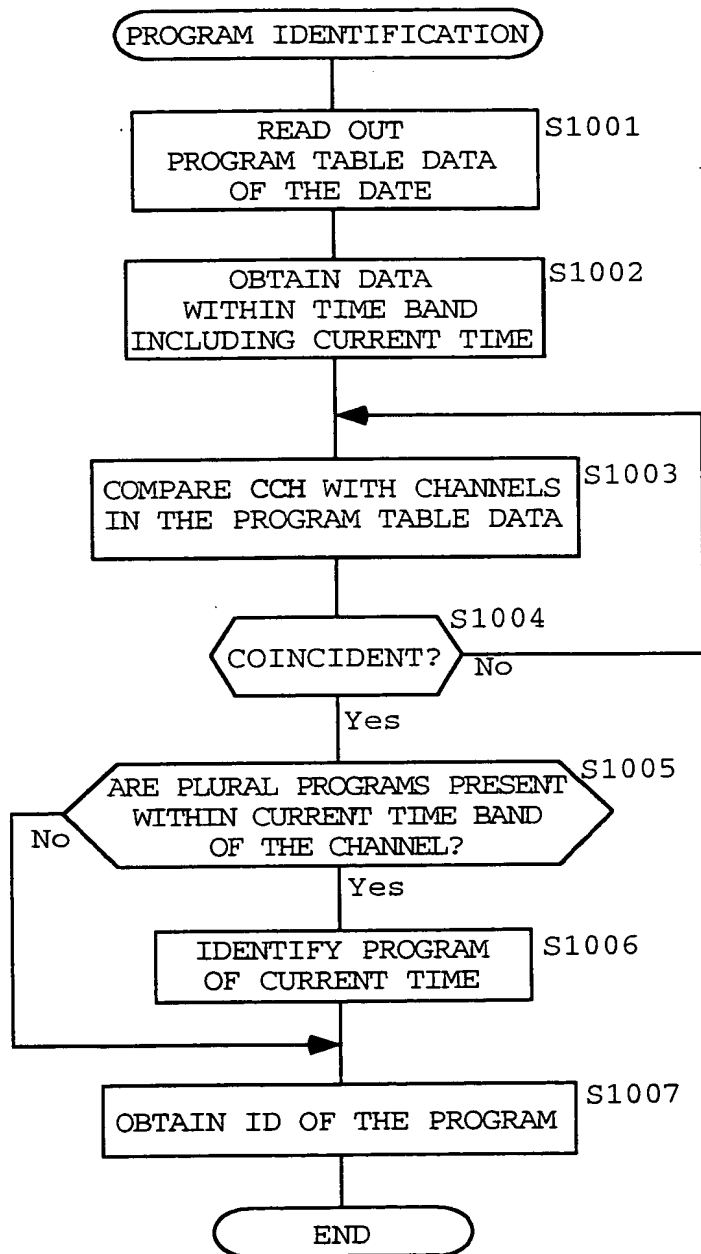 PROGRAM IDENTIFICATION
S1001
READ OUT
PROGRAM TABLE DATA
OF THE DATE
S1002
OBTAIN DATA
WITHIN TIME BAND
INCLUDING CURRENT TIME
S1003
COMPARE CCH WITH CHANNELS
IN THE PROGRAM TABLE DATA
S1004
COINCIDENT?
No
Yes
S1005
ARE PLURAL PROGRAMS PRESENT
WITHIN CURRENT TIME BAND
OF THE CHANNEL?
No
Yes
S1006
IDENTIFY PROGRAM
OF CURRENT TIME
S1007
OBTAIN ID OF THE PROGRAM
END